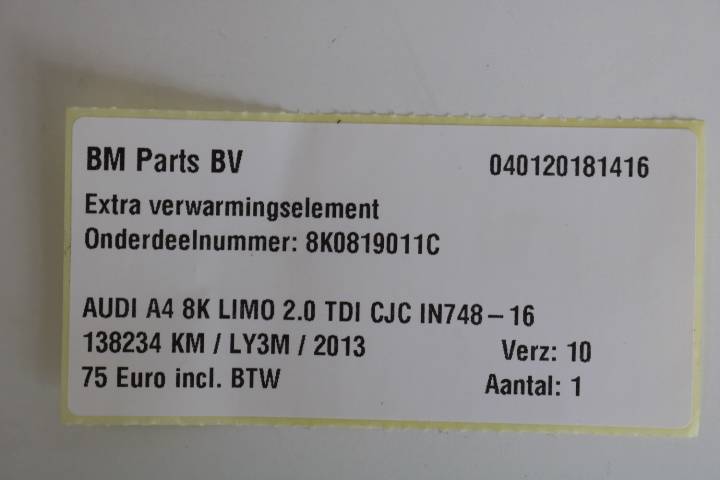 BM Parts BV 040120181416
Extra verwarmingselement
Onderdeelnummer: 8K0819011C
AUDI A4 8K LIMO 2.0 TDI CJC IN748-16
138234 KM / LY3M / 2013 Verz: 10
75 Euro incl. BTW Aantal: 1